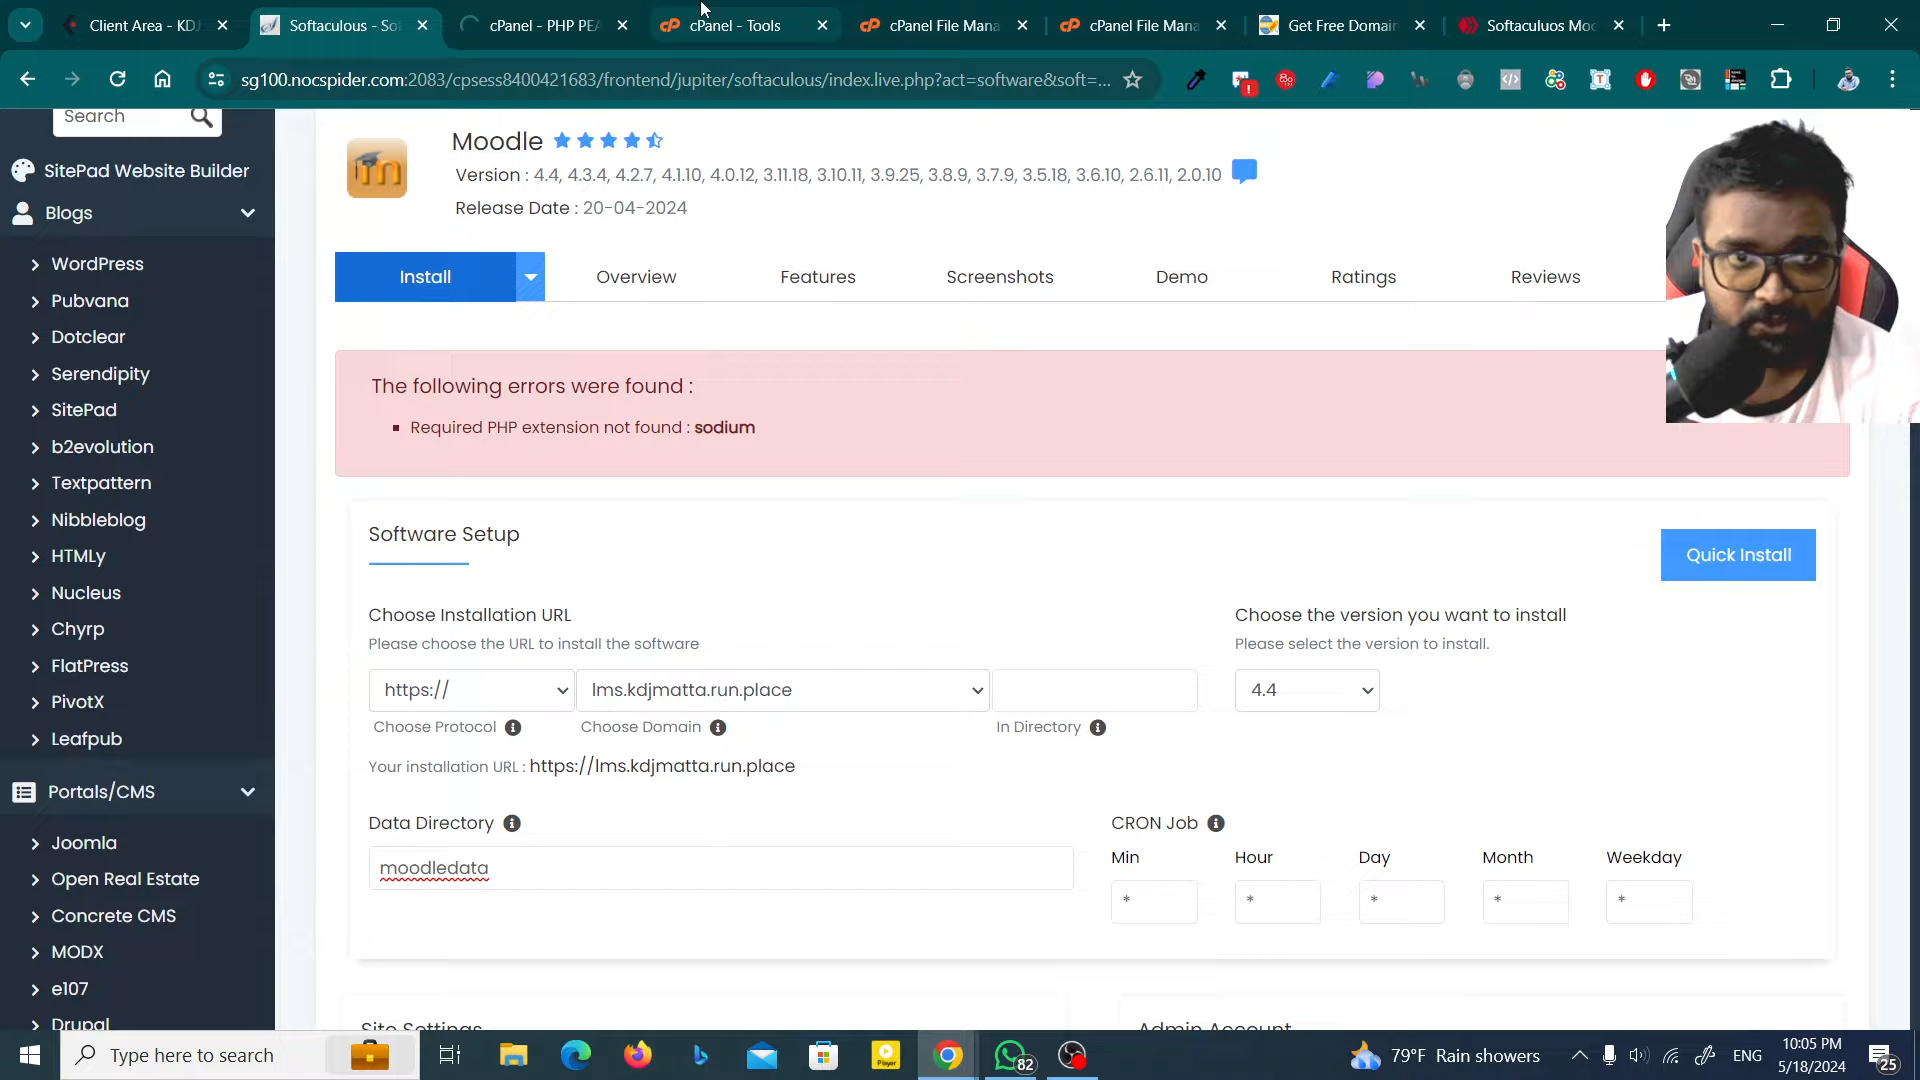 Client Area - KDJ
Softaculous - So
cPanel - PHP PEA
cPanel - Tools
cPanel File Mana
cPanel File Mana
Get Free Domain
Softaculuos Moo
sg100.nocspider.com:2083/cpsess8400421683/frontend/jupiter/softaculous/index.live.php?act=software&soft=...
Search
SitePad Website Builder
Blogs
WordPress
Pubvana
Dotclear
Serendipity
SitePad
b2evolution
Textpattern
Nibbleblog
HTMLy
Nucleus
Chyrp
FlatPress
PivotX
Leafpub
Portals/CMS
Joomla
Open Real Estate
Concrete CMS
MODX
e107
Drupal
Moodle
Version : 4.4, 4.3.4, 4.2.7, 4.1.10, 4.0.12, 3.11.18, 3.10.11, 3.9.25, 3.8.9, 3.7.9, 3.5.18, 3.6.10, 2.6.11, 2.0.10
Release Date : 20-04-2024
Install
Overview
Features
Screenshots
Demo
Ratings
Reviews
The following errors were found :
Required PHP extension not found : sodium
Software Setup
Quick Install
Choose Installation URL
Please choose the URL to install the software
https://
lms.kdjmatta.run.place
Choose Protocol
Choose Domain
In Directory
Your installation URL : https://lms.kdjmatta.run.place
Choose the version you want to install
Please select the version to install.
4.4
Data Directory
moodledata
CRON Job
Min Hour Day Month Weekday
* * * * *
Site Settings
Admin Account
Type here to search
82
79°F Rain showers
ENG
10:05 PM
5/18/2024
25